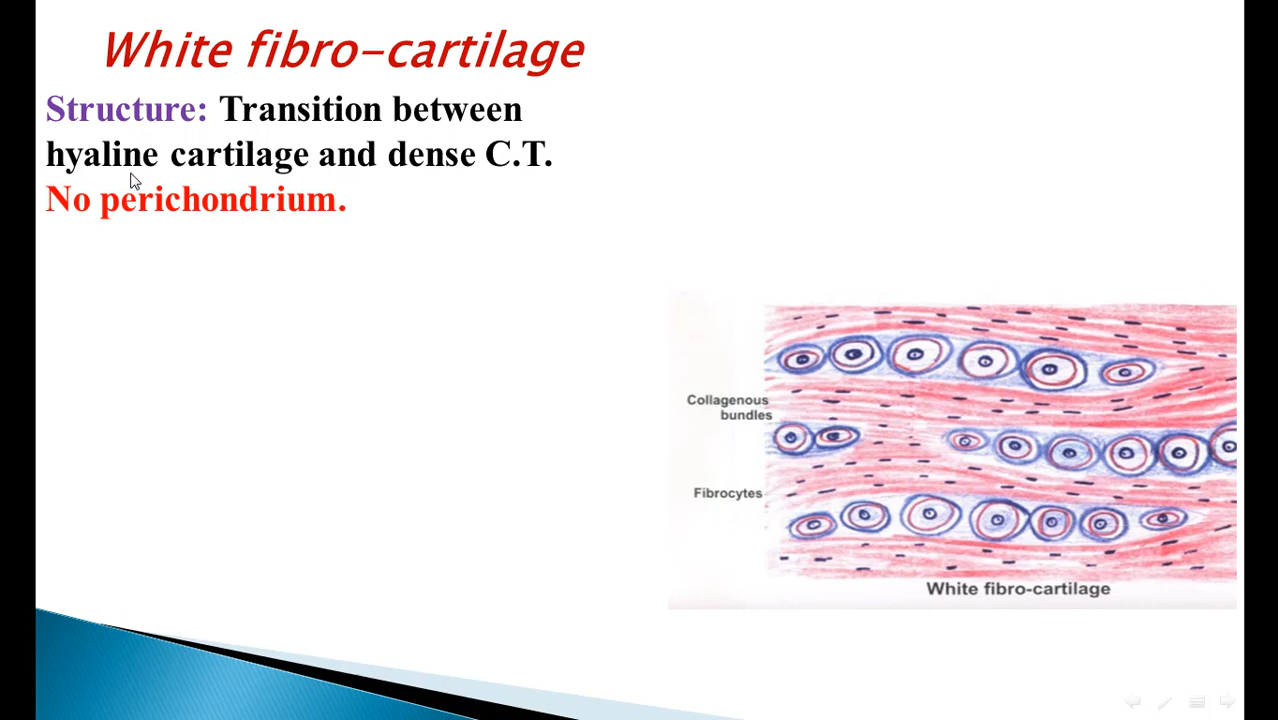 White fibro-cartilage
Structure: Transition between
hyaline cartilage and dense C.T.
No perichondrium.
Collagenous
bundles
Fibrocytes
White fibro-cartilage